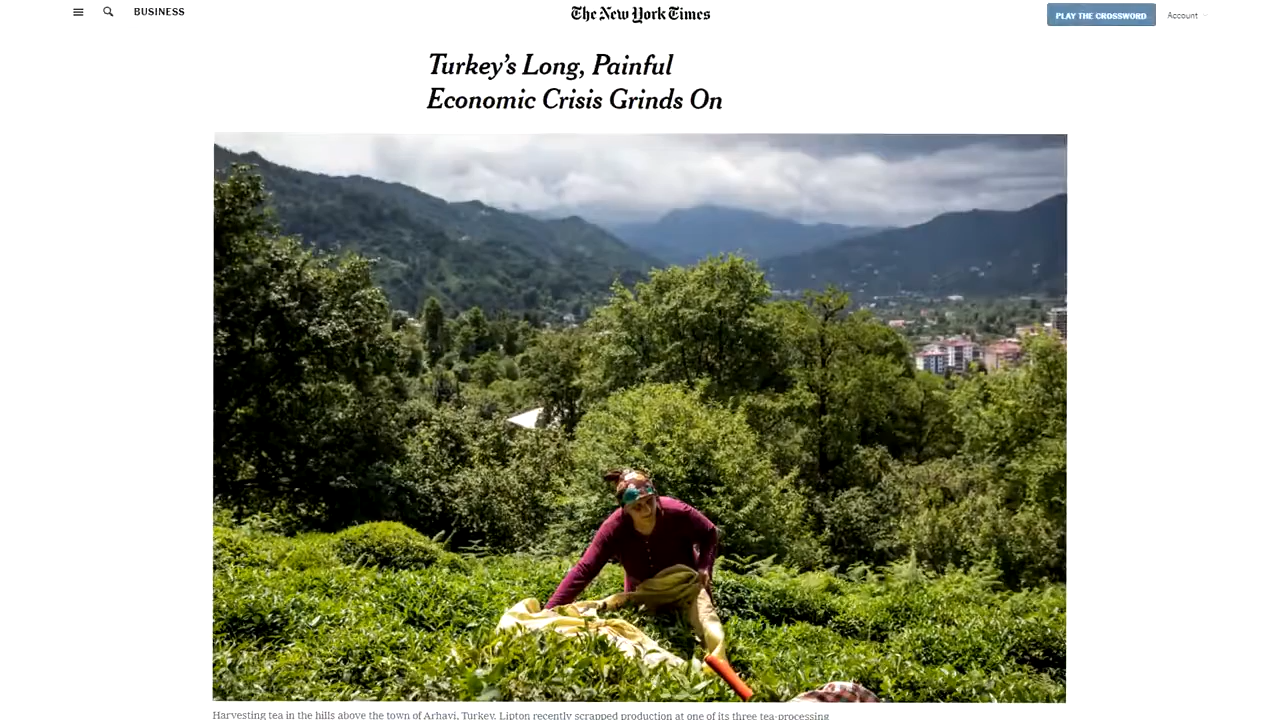 BUSINESS
The New York Times
PLAY THE CROSSWORD
Account
Turkey's Long, Painful
Economic Crisis Grinds On
Harvesting tea in the hills above the town of Arhavi, Turkey. Lipton recently scrapped production at one of its three tea-processing